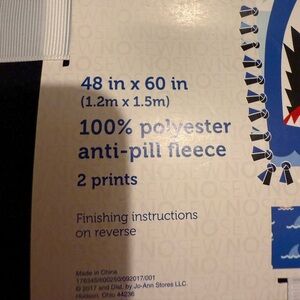 48 in x 60 in
(1.2m x 1.5m)
100% polyester
anti-pill fleece
2 prints
Finishing instructions
on reverse
Made in China
© 2017 and Dist. by Jo-Ann Stores LLC
Hudson, Ohio 44236